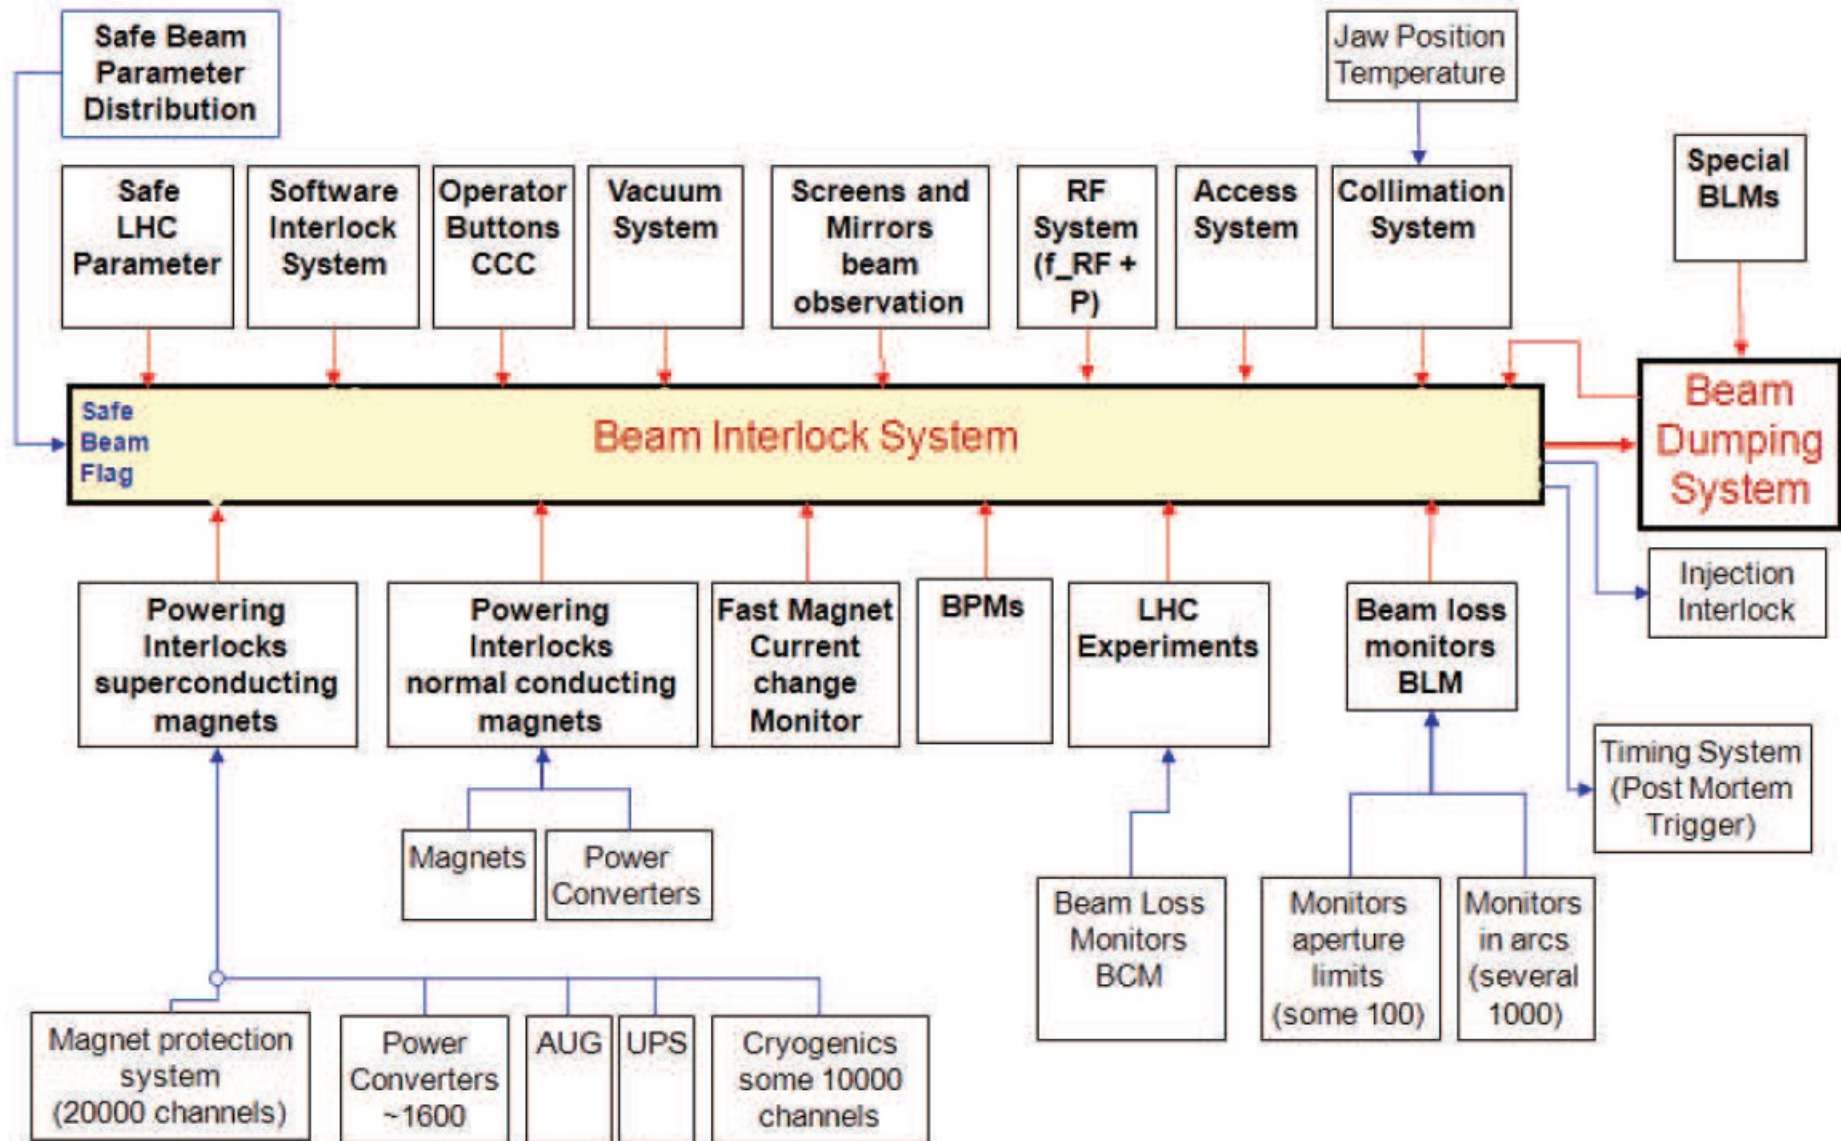 Safe Beam
Parameter
Distribution
Jaw Position
Temperature
Safe
LHC
Parameter
Software
Interlock
System
Operator
Buttons
CCC
Vacuum
System
Screens and
Mirrors
beam
observation
RF
System
(f_RF +
P)
Access
System
Collimation
System
Special
BLMs
Safe
Beam
Flag
Beam Interlock System
Beam
Dumping
System
Injection
Interlock
Powering
Interlocks
superconducting
magnets
Powering
Interlocks
normal conducting
magnets
Fast Magnet
Current
change
Monitor
BPMs
LHC
Experiments
Beam loss
monitors
BLM
Timing System
(Post Mortem
Trigger)
Magnets
Power
Converters
Beam Loss
Monitors
BCM
Monitors
aperture
limits
(some 100)
Monitors
in arcs
(several
1000)
Magnet protection
system
(20000 channels)
Power
Converters
~1600
AUG
UPS
Cryogenics
some 10000
channels